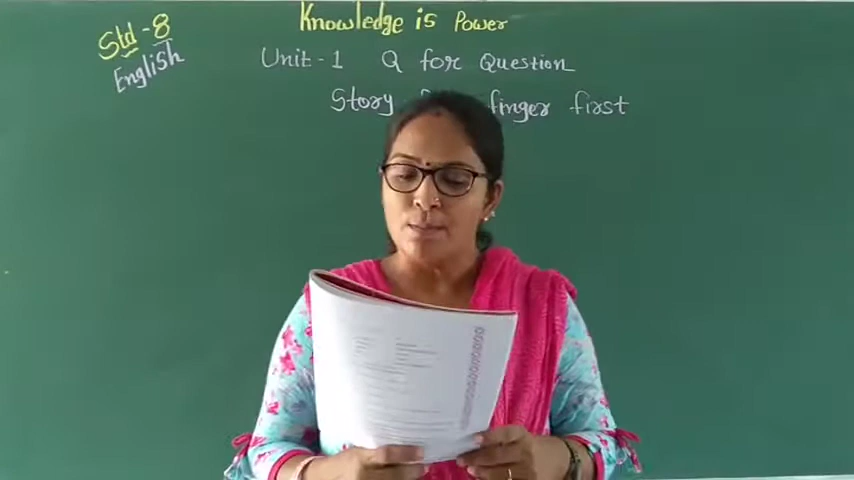 Knowledge is Power
Std - 8
English
Unit - 1 Q for Question
Story finger first